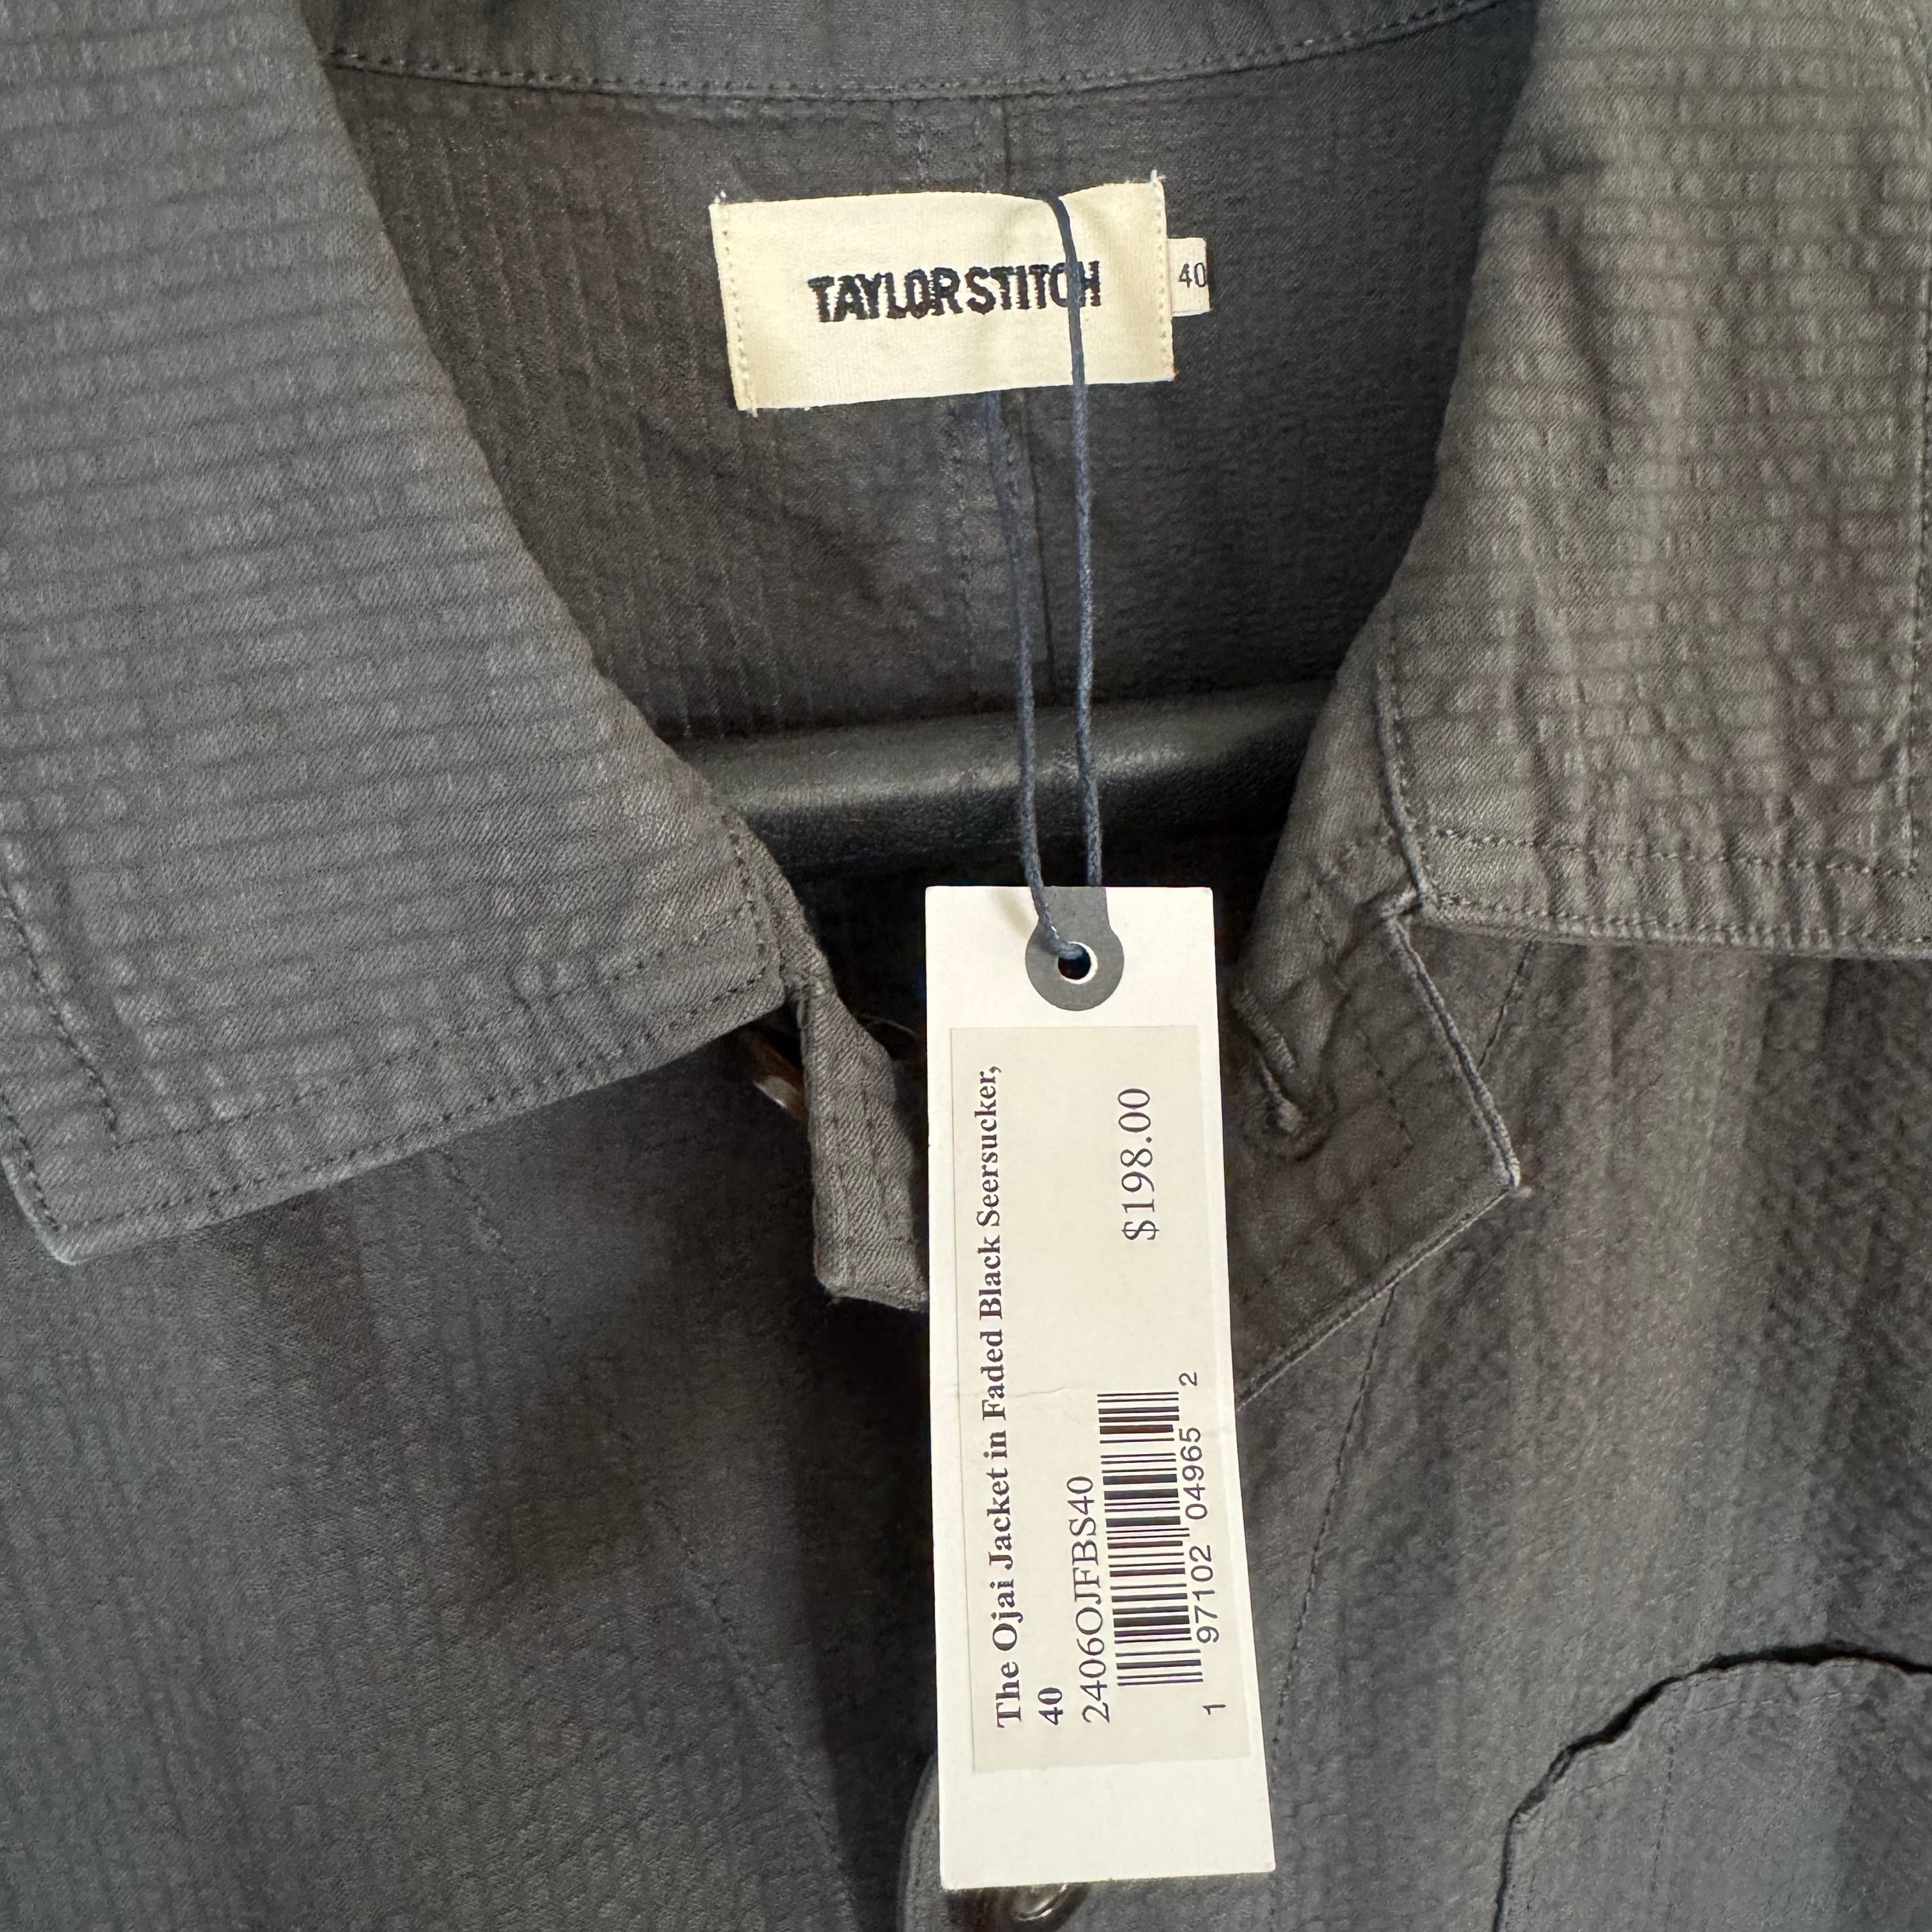 TAYLOR STITCH
40
The Ojai Jacket in Faded Black Seersucker,
40
2406OJFBS40
$198.00
1 97102 04965 2